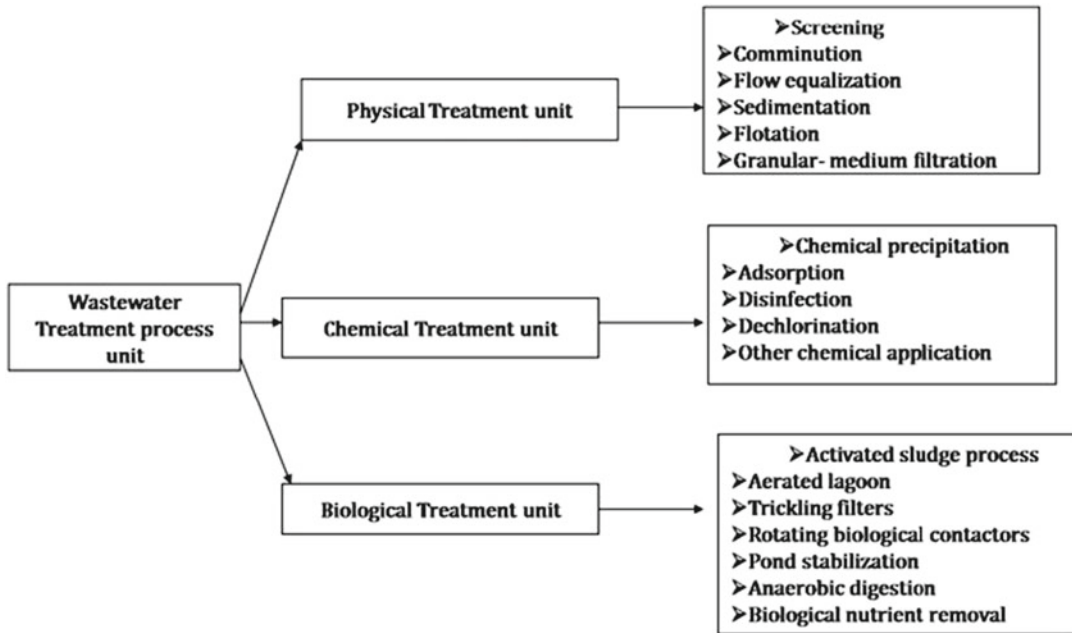 Wastewater
Treatment process
unit
Physical Treatment unit
➢Screening
➢Comminution
➢Flow equalization
➢Sedimentation
➢Flotation
➢Granular- medium filtration
Chemical Treatment unit
➢Chemical precipitation
➢Adsorption
➢Disinfection
➢Dechlorination
➢Other chemical application
Biological Treatment unit
➢Activated sludge process
➢Aerated lagoon
➢Trickling filters
➢Rotating biological contactors
➢Pond stabilization
➢Anaerobic digestion
➢Biological nutrient removal